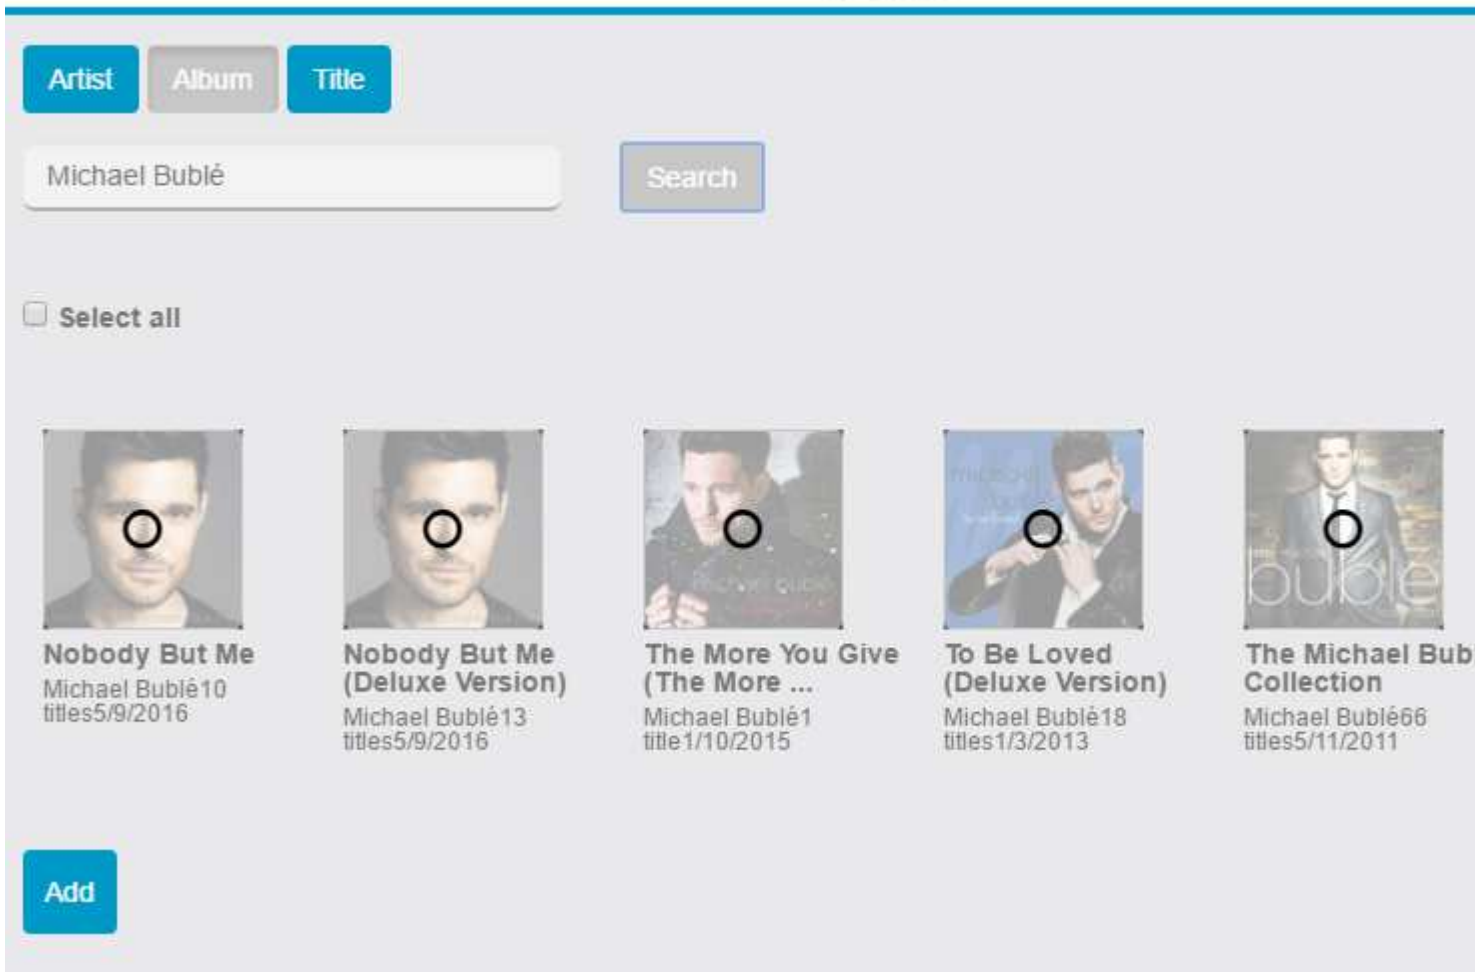 Artist Album Title
Michael Bublé
Search
Select all
buble
Nobody But Me
Michael Bublé10
titles5/9/2016
Nobody But Me
(Deluxe Version)
Michael Bublé13
titles5/9/2016
michael buble
The More You Give
(The More ...
Michael Bublé1
title1/10/2015
To Be Loved
(Deluxe Version)
Michael Bublé18
titles1/3/2013
The Michael Bub
Collection
Michael Bublé66
titles5/11/2011
Add